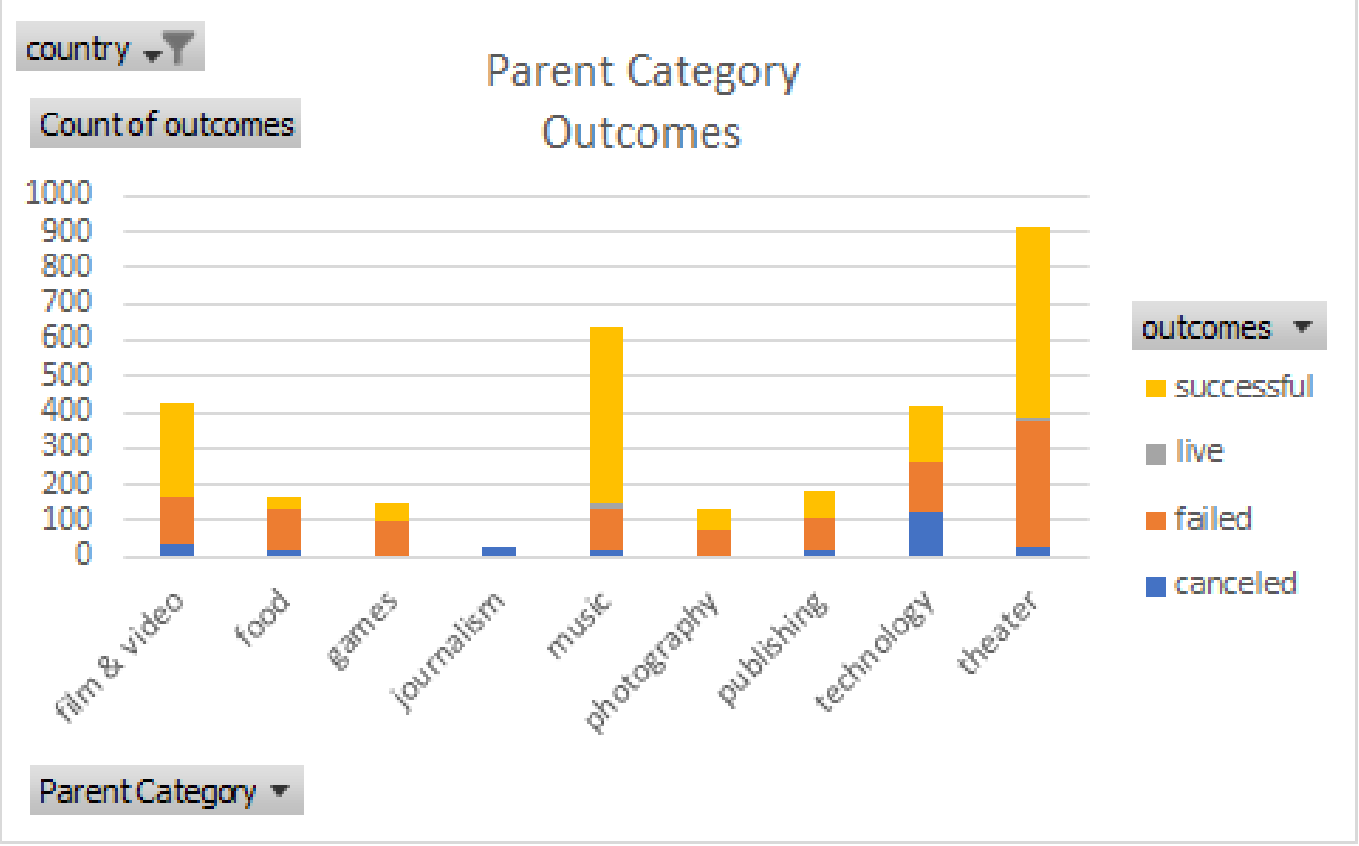 country
Parent Category
Outcomes
Count of outcomes
1000
900
800
700
600
500
400
300
200
100
0
film & video
food
games
journalism
music
photography
publishing
technology
theater
outcomes
successful
live
failed
canceled
Parent Category